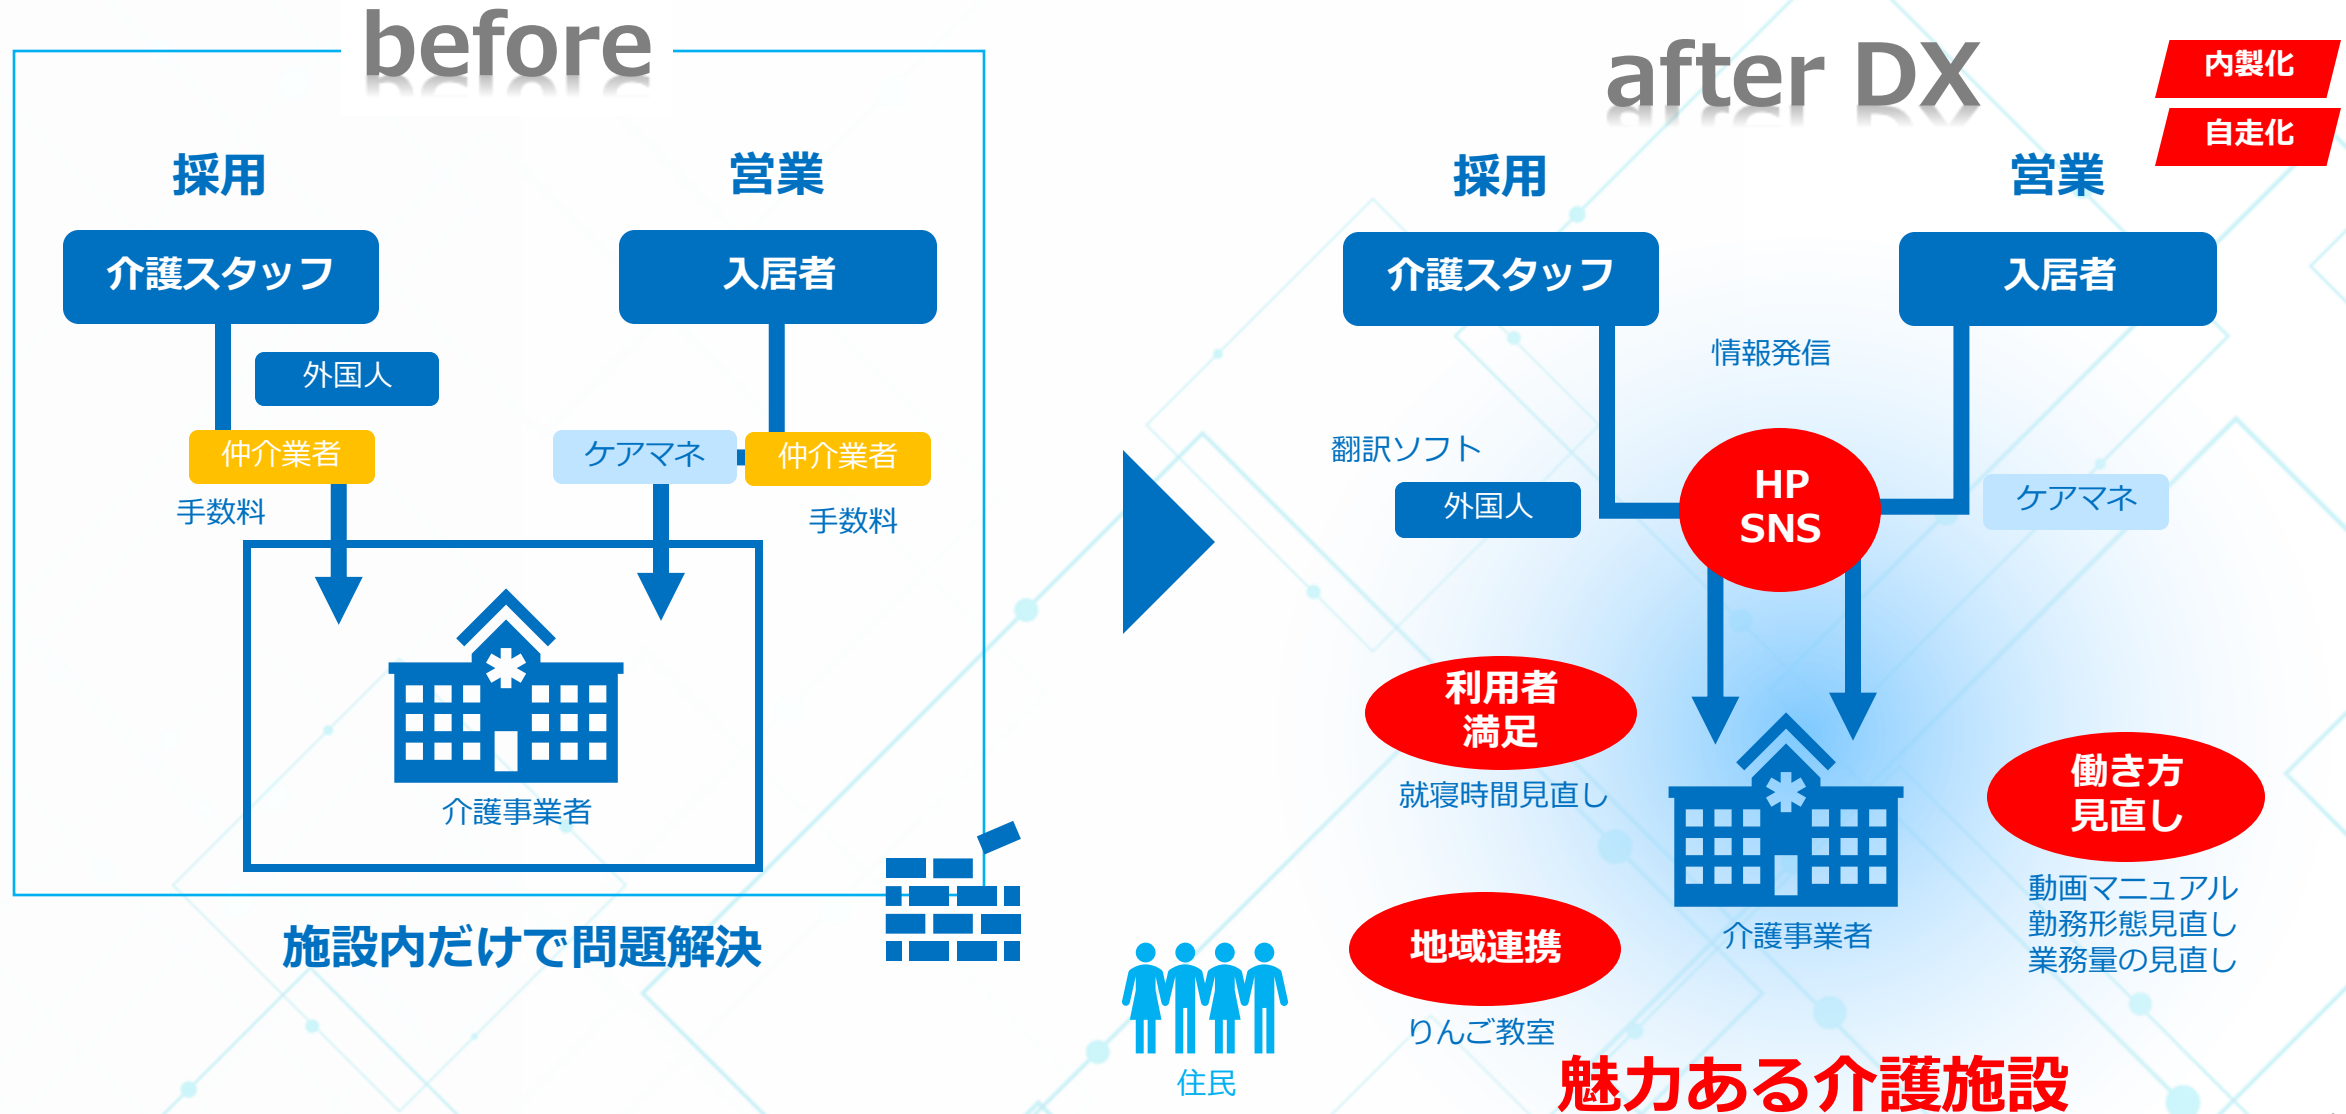 before
採用
営業
介護スタッフ
入居者
外国人
仲介業者
ケアマネ
仲介業者
手数料
手数料
介護事業者
施設内だけで問題解決
after DX
内製化
自走化
採用
営業
介護スタッフ
入居者
情報発信
翻訳ソフト
外国人
HP
SNS
ケアマネ
利用者
満足
就寝時間見直し
働き方
見直し
動画マニュアル
勤務形態見直し
業務量の見直し
介護事業者
地域連携
りんご教室
住民
魅力ある介護施設